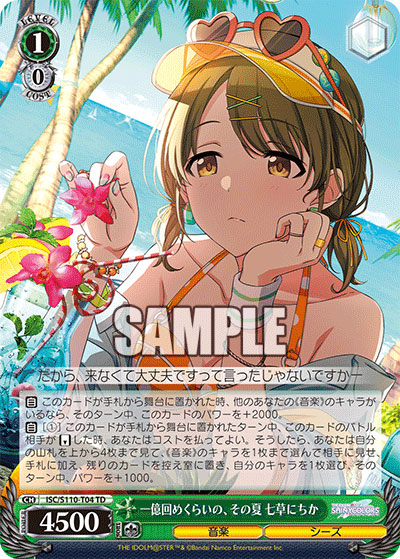 LEVEL
1
0
COST
SAMPLE
だから、来なくて大丈夫ですって言ったじゃないですかー
自 このカードが手札から舞台に置かれた時、他のあなたの《音楽》のキャラが
いるなら、そのターン中、このカードのパワーを+2000。
自 [⑴] このカードが手札から舞台に置かれたターン中、このカードのバトル
相手が した時、あなたはコストを払ってよい。そうしたら、あなたは自分
の山札を上から4枚まで見て、《音楽》のキャラを1枚まで選んで相手に見せ、
手札に加え、残りのカードを控え室に置き、自分のキャラを1枚選び、そのタ
ーン中、パワーを+1000。
CH ISC/S110-T04 TD
4500
一億回めくらいの、その夏 七草にちか
THE IDOLM@STER
SHINYCOLORS
音楽 シーズ
THE IDOLM@STER™& ©Bandai Namco Entertainment Inc.